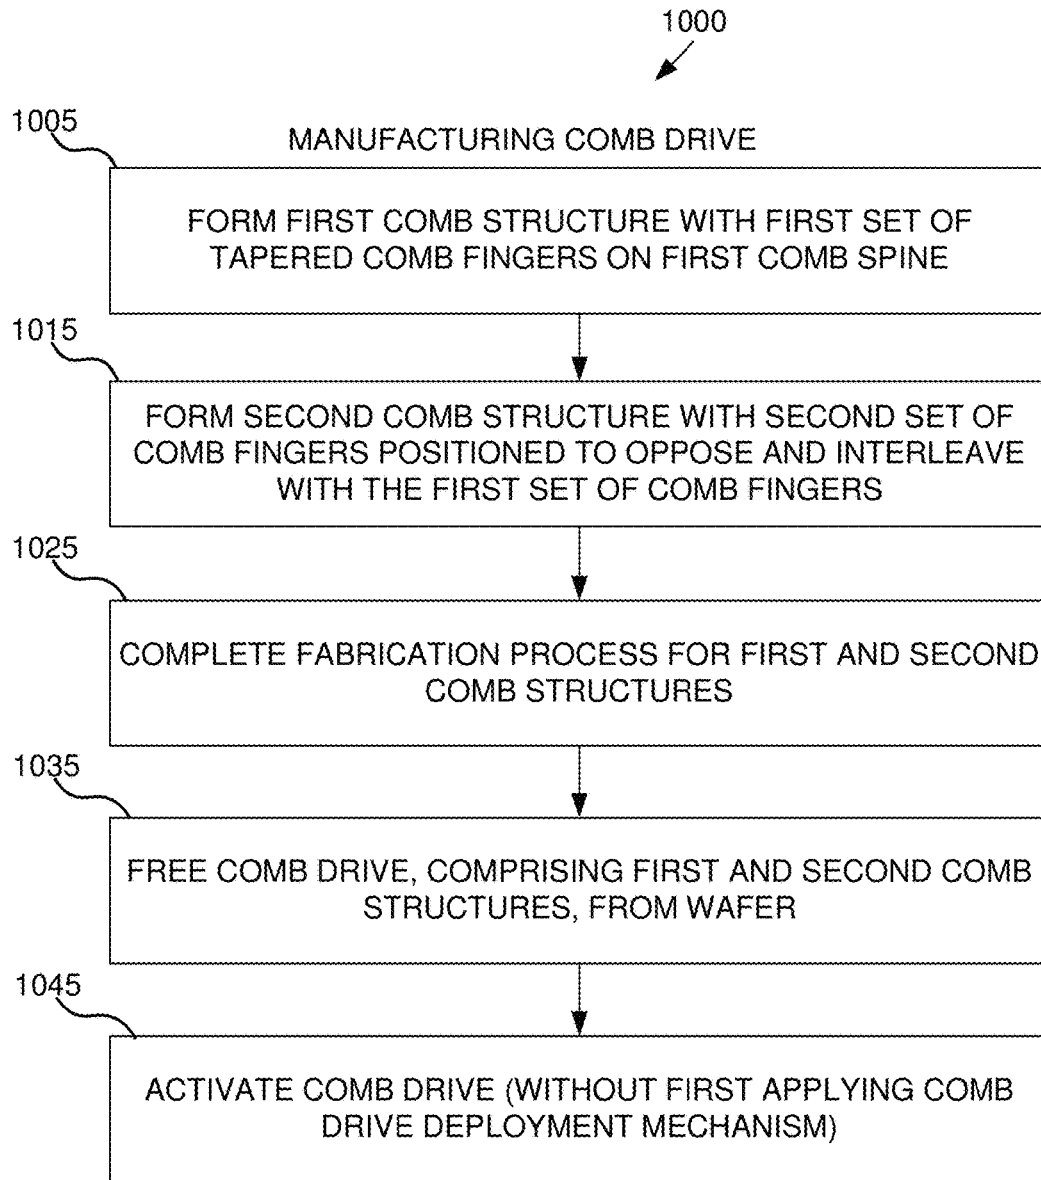 1000
1005
MANUFACTURING COMB DRIVE
FORM FIRST COMB STRUCTURE WITH FIRST SET OF
TAPERED COMB FINGERS ON FIRST COMB SPINE
1015
FORM SECOND COMB STRUCTURE WITH SECOND SET OF
COMB FINGERS POSITIONED TO OPPOSE AND INTERLEAVE
WITH THE FIRST SET OF COMB FINGERS
1025
COMPLETE FABRICATION PROCESS FOR FIRST AND SECOND
COMB STRUCTURES
1035
FREE COMB DRIVE, COMPRISING FIRST AND SECOND COMB
STRUCTURES, FROM WAFER
1045
ACTIVATE COMB DRIVE (WITHOUT FIRST APPLYING COMB
DRIVE DEPLOYMENT MECHANISM)